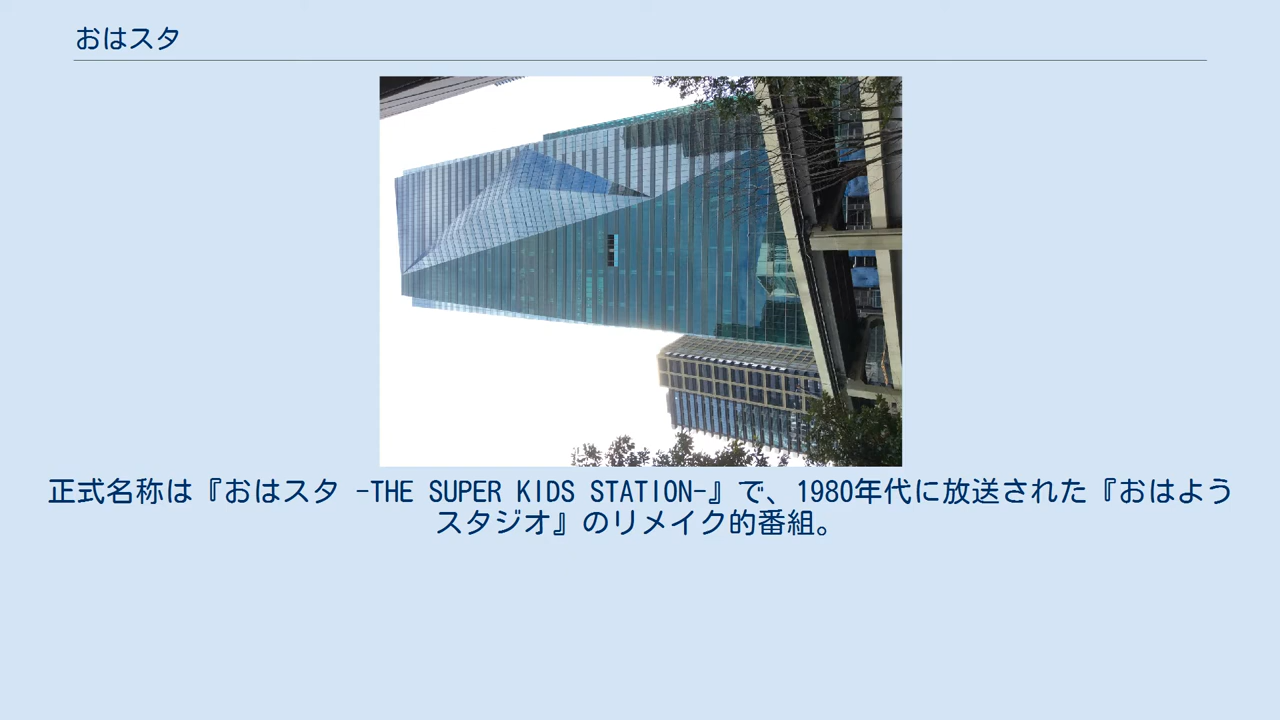 おはスタ
正式名称は『おはスタ -THE SUPER KIDS STATION-』で、1980年代に放送された『おはよう
スタジオ』のリメイク的番組。